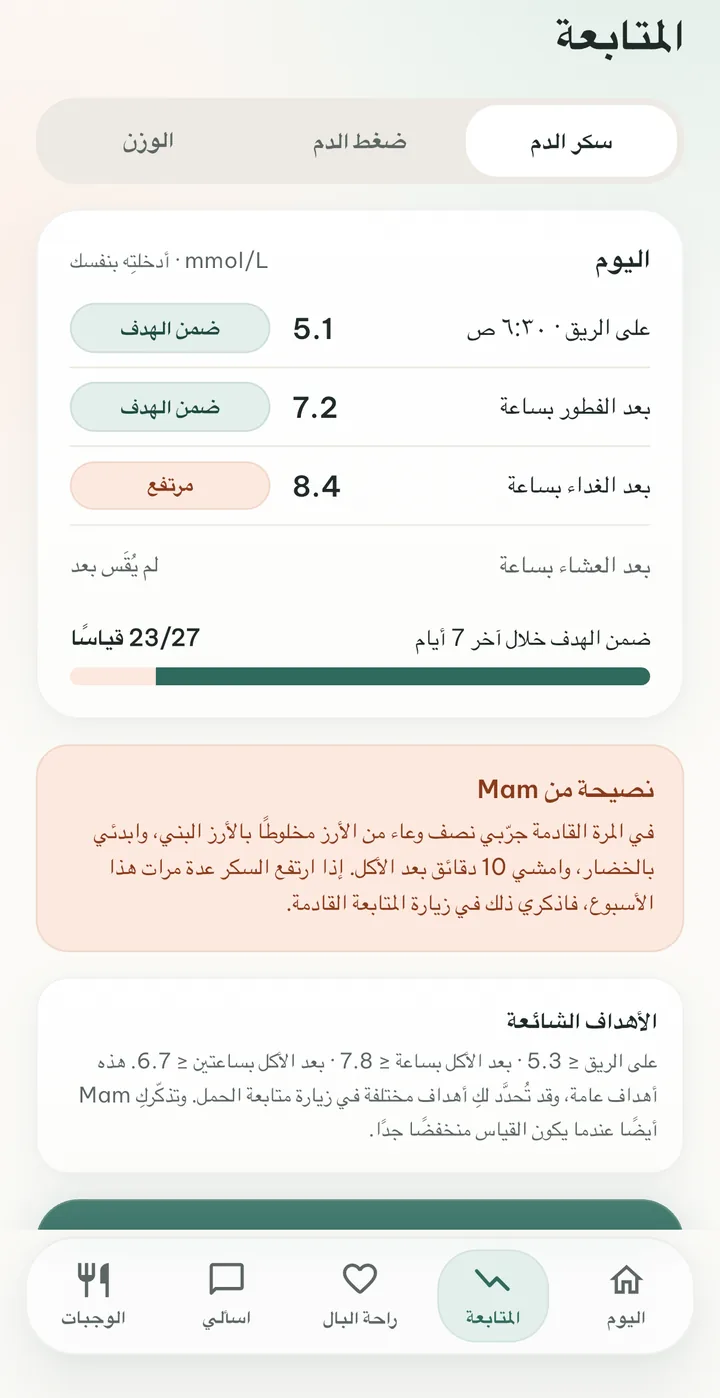 المتابعة
سكر الدم
ضغط الدم
الوزن
اليوم
mmol/L · أدخلتِه بنفسك
على الريق · ٦:٣٠ ص
5.1
ضمن الهدف
بعد الفطور بساعة
7.2
ضمن الهدف
بعد الغداء بساعة
8.4
مرتفع
بعد العشاء بساعة
لم يُقَس بعد
ضمن الهدف خلال آخر 7 أيام
23/27 قياسًا
نصيحة من Mam
في المرة القادمة جرّبي نصف وعاء من الأرز مخلوطًا بالأرز البني، وابدئي
بالخضار، وامشي 10 دقائق بعد الأكل. إذا ارتفع السكر عدة مرات هذا
الأسبوع، فاذكري ذلك في زيارة المتابعة القادمة.
الأهداف الشائعة
على الريق ≤ 5.3 · بعد الأكل بساعة ≤ 7.8 · بعد الأكل بساعتين ≤ 6.7. هذه
أهداف عامة، وقد تُحدَّد لكِ أهداف مختلفة في زيارة متابعة الحمل. وتذكّركِ Mam
أيضًا عندما يكون القياس منخفضًا جدًا.
اليوم
المتابعة
راحة البال
اسألي
الوجبات